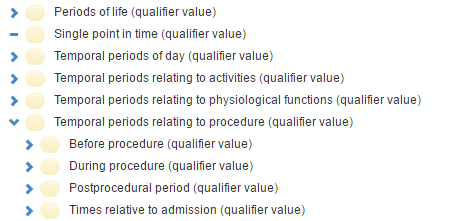 Periods of life (qualifier value)
Single point in time (qualifier value)
Temporal periods of day (qualifier value)
Temporal periods relating to activities (qualifier value)
Temporal periods relating to physiological functions (qualifier value)
Temporal periods relating to procedure (qualifier value)
Before procedure (qualifier value)
During procedure (qualifier value)
Postprocedural period (qualifier value)
Times relative to admission (qualifier value)